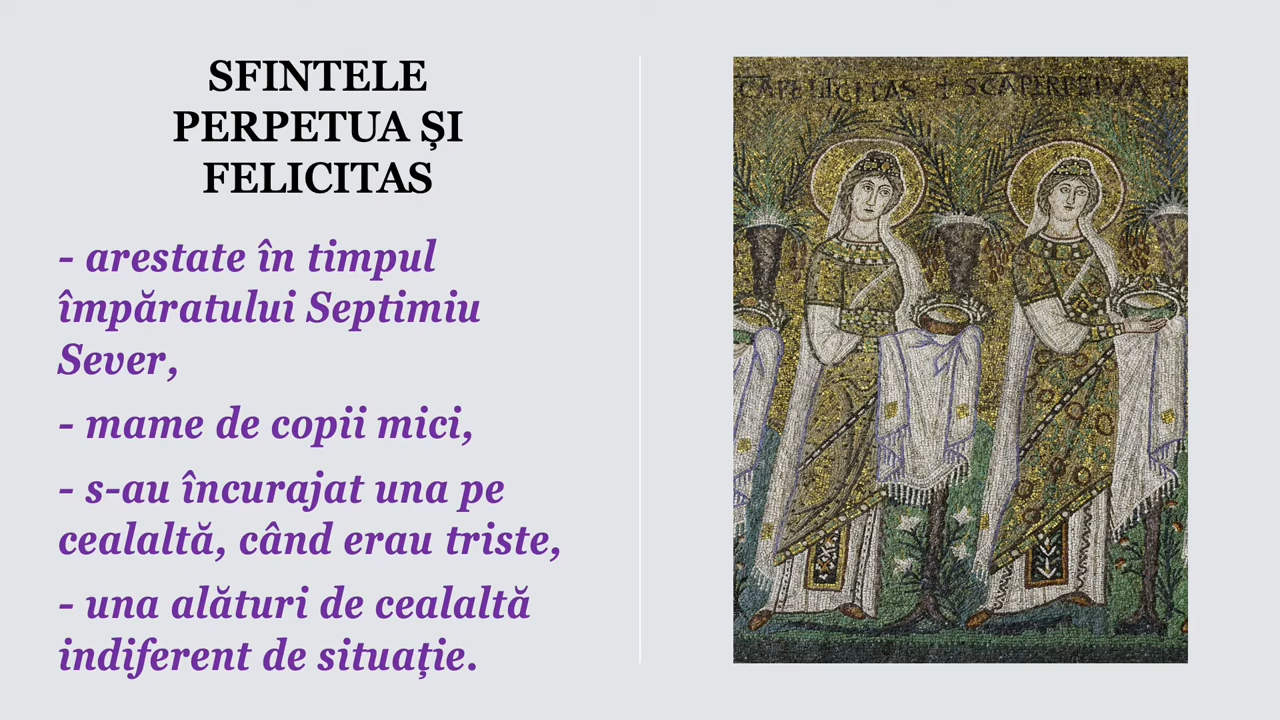 SFINTELE
PERPETUA ȘI
FELICITAS
- arestate în timpul
împăratului Septimiu
Sever,
- mame de copii mici,
- s-au încurajat una pe
cealaltă, când erau triste,
- una alături de cealaltă
indiferent de situație.
SCAPERPETVA